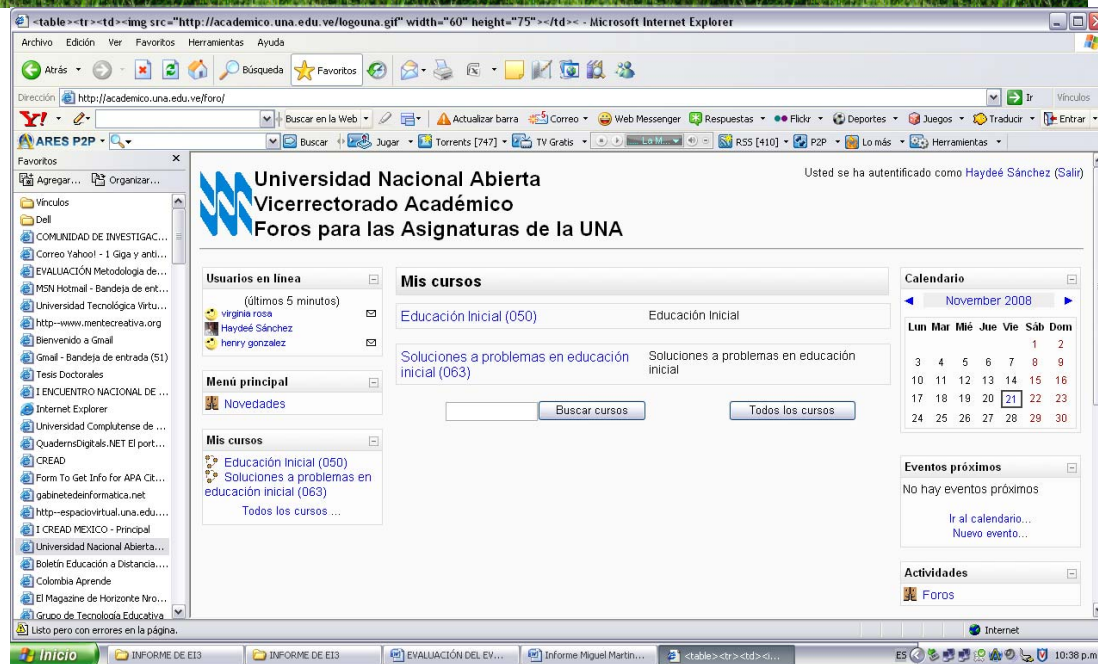 <table><tr><td><img src="http://academico.una.edu.ve/logouna.gif" width="60" height="75"></td>< - Microsoft Internet Explorer
Archivo Edición Ver Favoritos Herramientas Ayuda
Atrás Búsqueda Favoritos
Dirección http://academico.una.edu.ve/foro/ Ir Vínculos
Y! Buscar en la Web Actualizar barra Correo Web Messenger Respuestas Flickr Deportes Juegos Traducir Entrar
ARES P2P Buscar Jugar Torrents [747] TV Gratis RSS [410] P2P Lo más Herramientas
Favoritos x
Agregar... Organizar...
Vínculos
Dell
COMUNIDAD DE INVESTIGAC...
Correo Yahoo! - 1 Giga y anti...
EVALUACIÓN Metodologia de...
MSN Hotmail - Bandeja de ent...
Universidad Tecnológica Virtu...
http--www.mentecreativa.org
Bienvenido a Gmail
Gmail - Bandeja de entrada (51)
Tesis Doctorales
I ENCUENTRO NACIONAL DE ...
Internet Explorer
Universidad Complutense de ...
QuadernsDigitals.NET El port...
CREAD
Form To Get Info for APA Cit...
gabinetedeinformatica.net
http--espaciovirtual.una.edu....
I CREAD MEXICO - Principal
Universidad Nacional Abierta...
Boletín Educación a Distancia....
Colombia Aprende
El Magazine de Horizonte Nro...
Grupo de Tecnología Educativa
Universidad Nacional Abierta
Vicerrectorado Académico
Foros para las Asignaturas de la UNA
Usted se ha autentificado como Haydeé Sánchez (Salir)
Usuarios en línea
(últimos 5 minutos)
virginia rosa
Haydeé Sánchez
henry gonzalez
Menú principal
Novedades
Mis cursos
Educación Inicial (050)
Soluciones a problemas en
educación inicial (063)
Todos los cursos ...
Mis cursos
Educación Inicial (050) Educación Inicial
Soluciones a problemas en educación
inicial (063)
Soluciones a problemas en educación
inicial
Buscar cursos Todos los cursos
Calendario
November 2008
Lun Mar Mié Jue Vie Sáb Dom
1 2
3 4 5 6 7 8 9
10 11 12 13 14 15 16
17 18 19 20 21 22 23
24 25 26 27 28 29 30
Eventos próximos
No hay eventos próximos
Ir al calendario...
Nuevo evento...
Actividades
Foros
Listo pero con errores en la página. Internet
Inicio INFORME DE EI3 INFORME DE EI3 EVALUACIÓN DEL EV... Informe Miguel Martin... <table><tr><td><i... ES 10:38 p.m.